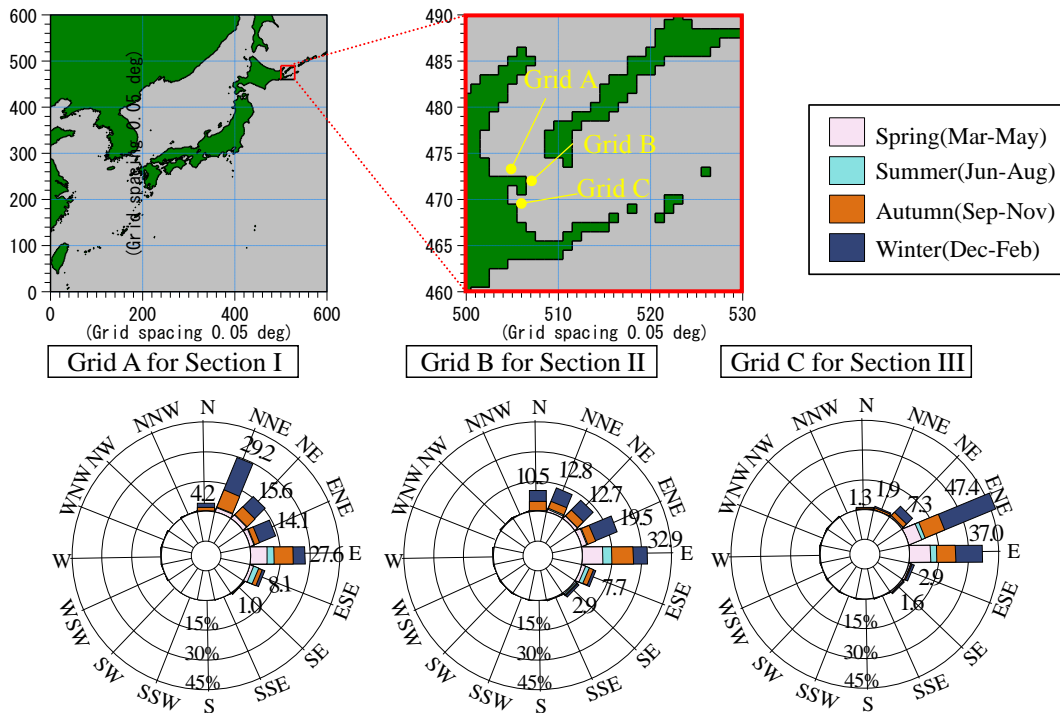 600
500
400
300
200
100
0
(Grid spacing 0.05 deg)
0 200 400 600
(Grid spacing 0.05 deg)
490
485
480
475
470
465
460
Grid A
Grid B
Grid C
500 510 520 530
(Grid spacing 0.05 deg)
Spring(Mar-May)
Summer(Jun-Aug)
Autumn(Sep-Nov)
Winter(Dec-Feb)
Grid A for Section I
N
NNE
NE
ENE
E
ESE
SE
SSE
S
SSW
SW
WSW
W
WNW
NW
NNW
4.2
29.2
15.6
14.1
27.6
8.1
1.0
15%
30%
45%
Grid B for Section II
N
NNE
NE
ENE
E
ESE
SE
SSE
S
SSW
SW
WSW
W
WNW
NW
NNW
10.5
12.8
12.7
19.5
32.9
7.7
2.9
15%
30%
45%
Grid C for Section III
N
NNE
NE
ENE
E
ESE
SE
SSE
S
SSW
SW
WSW
W
WNW
NW
NNW
1.3
1.9
7.3
47.4
37.0
2.9
1.6
15%
30%
45%